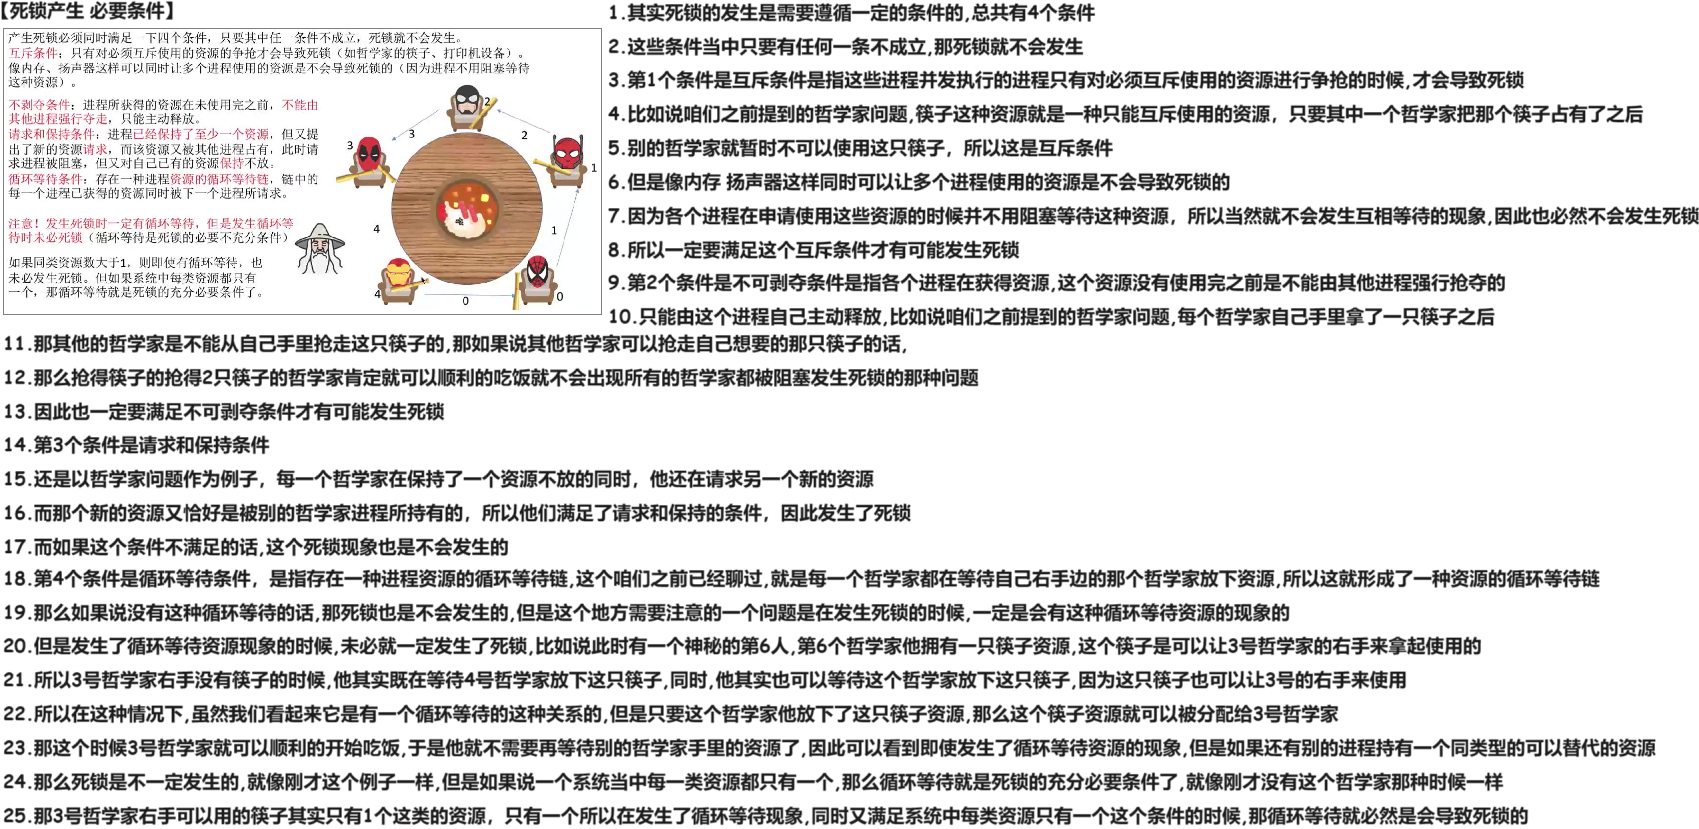 【死锁产生 必要条件】
产生死锁必须同时满足一下四个条件，只要其中任一条件不成立，死锁就不会发生。
互斥条件：只有对必须互斥使用的资源的争抢才会导致死锁（如哲学家的筷子、打印机设备）。
像内存、扬声器这样可以同时让多个进程使用的资源是不会导致死锁的（因为进程不用阻塞等待
这种资源）。
不剥夺条件：进程所获得的资源在未使用完之前，不能由
其他进程强行夺走，只能主动释放。
请求和保持条件：进程已经保持了至少一个资源，但又提
出了新的资源请求，而该资源又被其他进程占有，此时请
求进程被阻塞，但又对自己已有的资源保持不放。
循环等待条件：存在一种进程资源的循环等待链，链中的
每一个进程已获得的资源同时被下一个进程所请求。
注意！发生死锁时一定有循环等待，但是发生循环等
待时未必死锁（循环等待是死锁的必要不充分条件）
如果同类资源数大于1，则即使有循环等待，也
未必发生死锁。但如果系统中每类资源都只有
一个，那循环等待就是死锁的充分必要条件了。
2
3
2
3
1
4
1
4
0
0
1.其实死锁的发生是需要遵循一定的条件的,总共有4个条件
2.这些条件当中只要有任何一条不成立,那死锁就不会发生
3.第1个条件是互斥条件是指这些进程并发执行的进程只有对必须互斥使用的资源进行争抢的时候,才会导致死锁
4.比如说咱们之前提到的哲学家问题,筷子这种资源就是一种只能互斥使用的资源，只要其中一个哲学家把那个筷子占有了之后
5.别的哲学家就暂时不可以使用这只筷子，所以这是互斥条件
6.但是像内存 扬声器这样同时可以让多个进程使用的资源是不会导致死锁的
7.因为各个进程在申请使用这些资源的时候并不用阻塞等待这种资源，所以当然就不会发生互相等待的现象,因此也必然不会发生死锁
8.所以一定要满足这个互斥条件才有可能发生死锁
9.第2个条件是不可剥夺条件是指各个进程在获得资源,这个资源没有使用完之前是不能由其他进程强行抢夺的
10.只能由这个进程自己主动释放,比如说咱们之前提到的哲学家问题,每个哲学家自己手里拿了一只筷子之后
11.那其他的哲学家是不能从自己手里抢走这只筷子的,那如果说其他哲学家可以抢走自己想要的那只筷子的话,
12.那么抢得筷子的抢得2只筷子的哲学家肯定就可以顺利的吃饭就不会出现所有的哲学家都被阻塞发生死锁的那种问题
13.因此也一定要满足不可剥夺条件才有可能发生死锁
14.第3个条件是请求和保持条件
15.还是以哲学家问题作为例子，每一个哲学家在保持了一个资源不放的同时，他还在请求另一个新的资源
16.而那个新的资源又恰好是被别的哲学家进程所持有的，所以他们满足了请求和保持的条件，因此发生了死锁
17.而如果这个条件不满足的话,这个死锁现象也是不会发生的
18.第4个条件是循环等待条件，是指存在一种进程资源的循环等待链,这个咱们之前已经聊过,就是每一个哲学家都在等待自己右手边的那个哲学家放下资源,所以这就形成了一种资源的循环等待链
19.那么如果说没有这种循环等待的话,那死锁也是不会发生的,但是这个地方需要注意的一个问题是在发生死锁的时候,一定是会有这种循环等待资源的现象的
20.但是发生了循环等待资源现象的时候,未必就一定发生了死锁,比如说此时有一个神秘的第6人,第6个哲学家他拥有一只筷子资源,这个筷子是可以让3号哲学家的右手来拿起使用的
21.所以3号哲学家右手没有筷子的时候,他其实既在等待4号哲学家放下这只筷子,同时,他其实也可以等待这个哲学家放下这只筷子,因为这只筷子也可以让3号的右手来使用
22.所以在这种情况下,虽然我们看起来它是有一个循环等待的这种关系的,但是只要这个哲学家他放下了这只筷子资源,那么这个筷子资源就可以被分配给3号哲学家
23.那这个时候3号哲学家就可以顺利的开始吃饭,于是他就不需要再等待别的哲学家手里的资源了,因此可以看到即使发生了循环等待资源的现象,但是如果还有别的进程持有一个同类型的可以替代的资源
24.那么死锁是不一定发生的,就像刚才这个例子一样,但是如果说一个系统当中每一类资源都只有一个,那么循环等待就是死锁的充分必要条件了,就像刚才没有这个哲学家那种时候一样
25.那3号哲学家右手可以用的筷子其实只有1个这类的资源，只有一个所以在发生了循环等待现象,同时又满足系统中每类资源只有一个这个条件的时候,那循环等待就必然是会导致死锁的